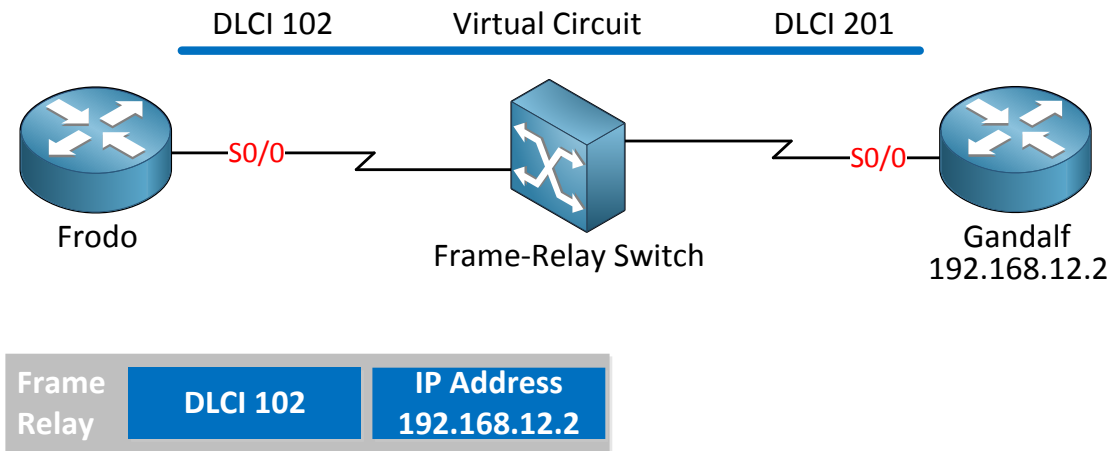 DLCI 102 Virtual Circuit DLCI 201
S0/0 S0/0
Frodo
Frame-Relay Switch
Gandalf
192.168.12.2
Frame
Relay
DLCI 102
IP Address
192.168.12.2